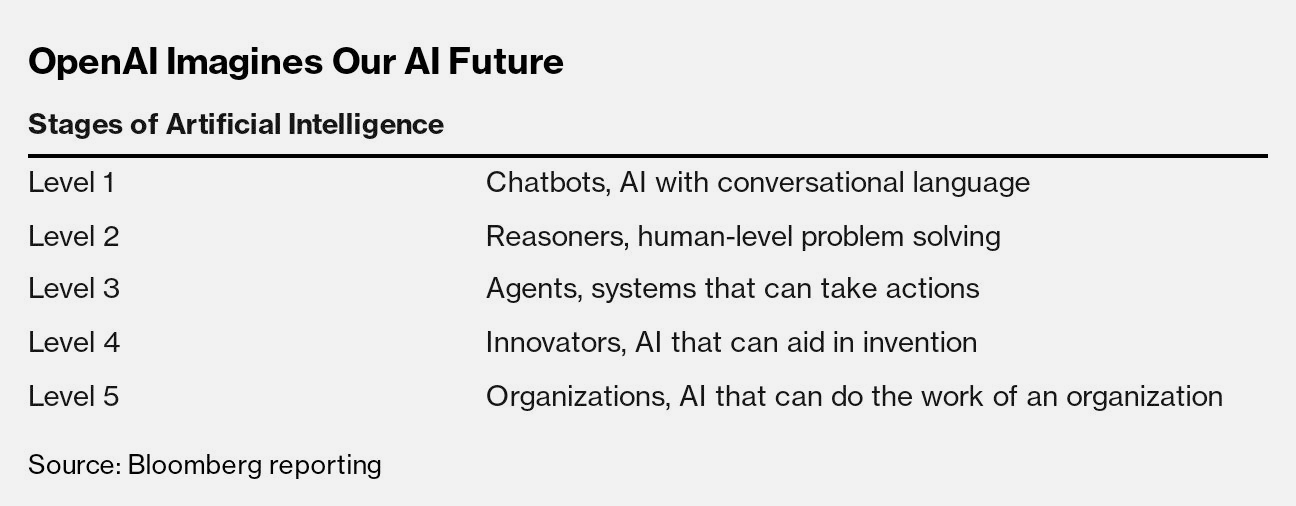 OpenAI Imagines Our AI Future
Stages of Artificial Intelligence
Level 1 Chatbots, AI with conversational language
Level 2 Reasoners, human-level problem solving
Level 3 Agents, systems that can take actions
Level 4 Innovators, AI that can aid in invention
Level 5 Organizations, AI that can do the work of an organization
Source: Bloomberg reporting